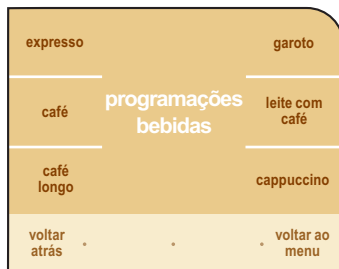 expresso
garoto
programações
bebidas
café
leite com
café
café
longo
cappuccino
voltar
atrás
voltar ao
menu